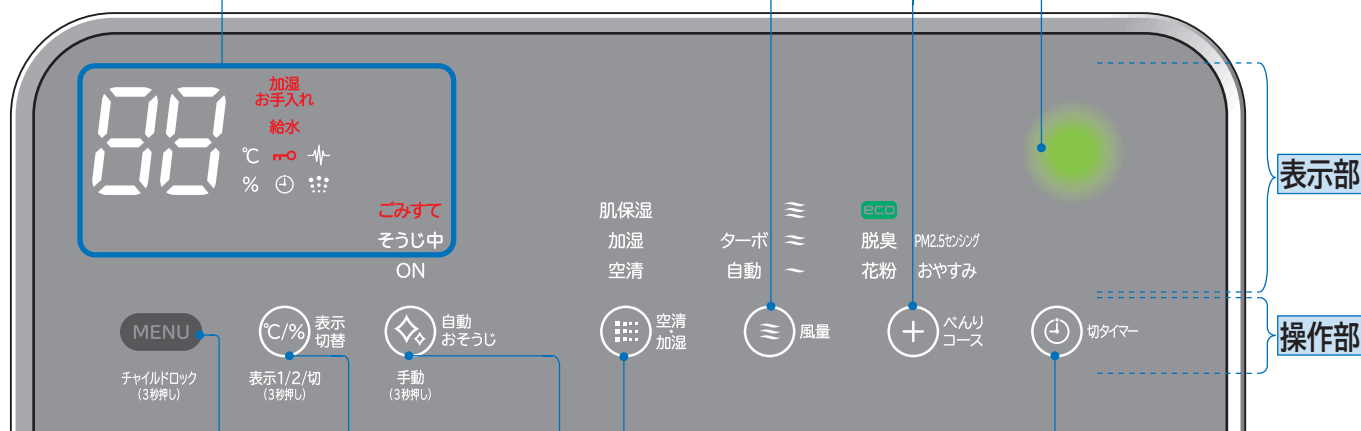 88
加湿
お手入れ
給水
℃
%
ごみすて
そうじ中
ON
肌保湿
加湿
空清
ターボ
自動
eco
脱臭 PM2.5センシング
花粉 おやすみ
表示部
MENU
チャイルドロック
(3秒押し)
℃/%
表示
切替
表示1/2/切
(3秒押し)
自動
おそうじ
手動
(3秒押し)
空清
・
加湿
風量
べんり
コース
切タイマー
操作部